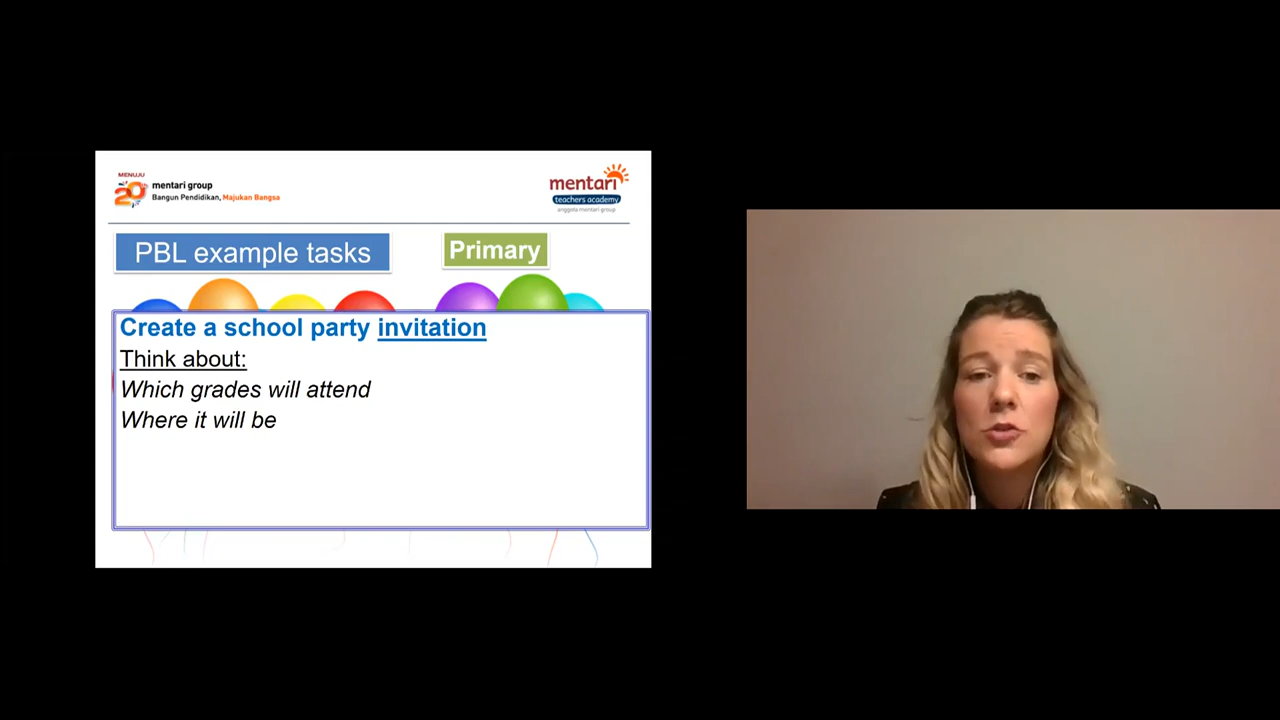 MENUJU
20th
mentari group
Bangun Pendidikan, Majukan Bangsa
mentari
teachers academy
anggota mentari group
PBL example tasks
Primary
Create a school party invitation
Think about:
Which grades will attend
Where it will be